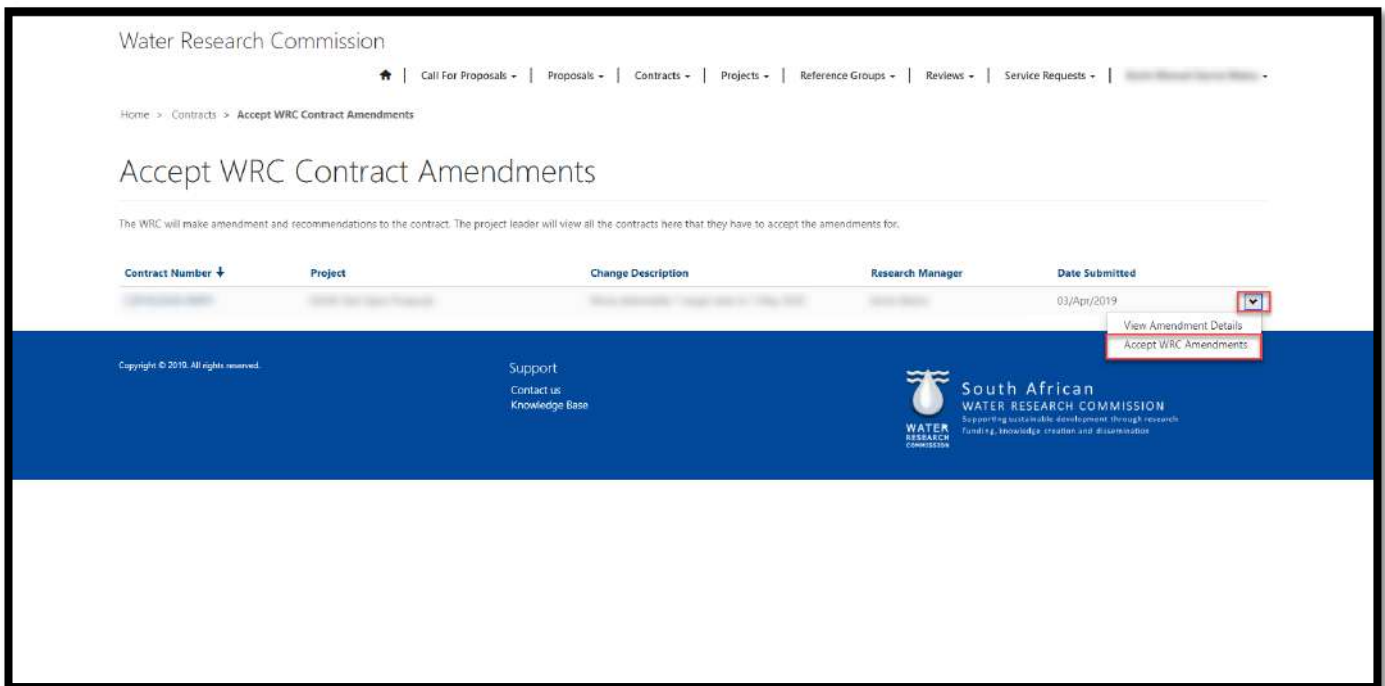 Water Research Commission
Call For Proposals | Proposals | Contracts | Projects | Reference Groups | Reviews | Service Requests |
Home > Contracts > Accept WRC Contract Amendments
Accept WRC Contract Amendments
The WRC will make amendment and recommendations to the contract. The project leader will view all the contracts here that they have to accept the amendments for.
Contract Number Project Change Description Research Manager Date Submitted
03/Apr/2019
View Amendment Details
Accept WRC Amendments
Copyright © 2019. All rights reserved.
Support
Contact us
Knowledge Base
WATER
RESEARCH
COMMISSION
South African
WATER RESEARCH COMMISSION
Supporting sustainable development through research
funding, knowledge creation and dissemination